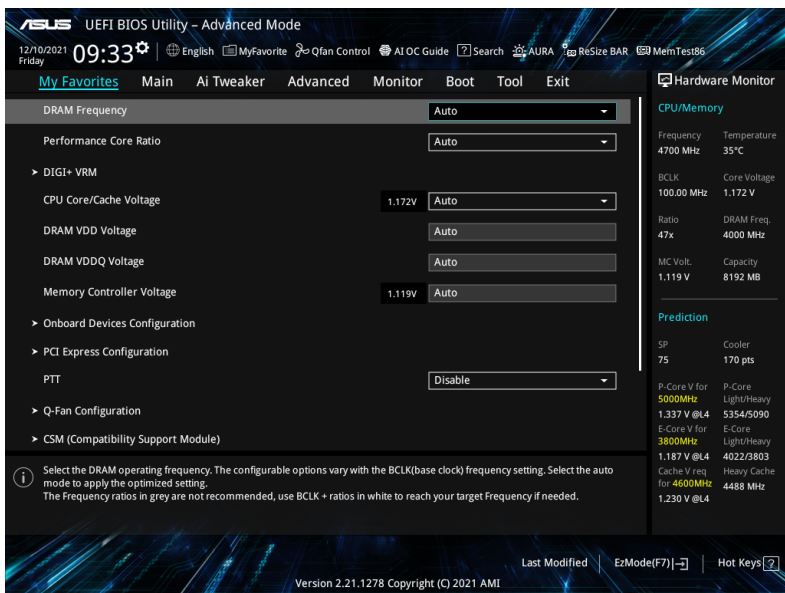 ASUS UEFI BIOS Utility – Advanced Mode
12/10/2021
Friday
09:33
English
MyFavorite
Qfan Control
AI OC Guide
? Search
AURA
ReSize BAR
MemTest86
My Favorites Main Ai Tweaker Advanced Monitor Boot Tool Exit
Hardware Monitor
DRAM Frequency Auto
Performance Core Ratio Auto
> DIGI+ VRM
CPU Core/Cache Voltage 1.172V Auto
DRAM VDD Voltage Auto
DRAM VDDQ Voltage Auto
Memory Controller Voltage 1.119V Auto
> Onboard Devices Configuration
> PCI Express Configuration
PTT Disable
> Q-Fan Configuration
> CSM (Compatibility Support Module)
CPU/Memory
Frequency Temperature
4700 MHz 35°C
BCLK Core Voltage
100.00 MHz 1.172 V
Ratio DRAM Freq.
47x 4000 MHz
MC Volt. Capacity
1.119 V 8192 MB
Prediction
SP Cooler
75 170 pts
P-Core V for P-Core
5000MHz Light/Heavy
1.337 V @L4 5354/5090
E-Core V for E-Core
3800MHz Light/Heavy
1.187 V @L4 4022/3803
Cache V req Heavy Cache
for 4600MHz 4488 MHz
1.230 V @L4
i
Select the DRAM operating frequency. The configurable options vary with the BCLK(base clock) frequency setting. Select the auto
mode to apply the optimized setting.
The Frequency ratios in grey are not recommended, use BCLK + ratios in white to reach your target Frequency if needed.
Last Modified EzMode(F7) Hot Keys ?
Version 2.21.1278 Copyright (C) 2021 AMI